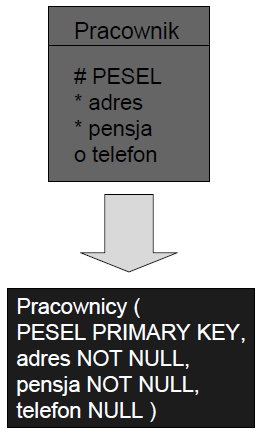 Pracownik
# PESEL
* adres
* pensja
o telefon
Pracownicy (
PESEL PRIMARY KEY,
adres NOT NULL,
pensja NOT NULL,
telefon NULL )